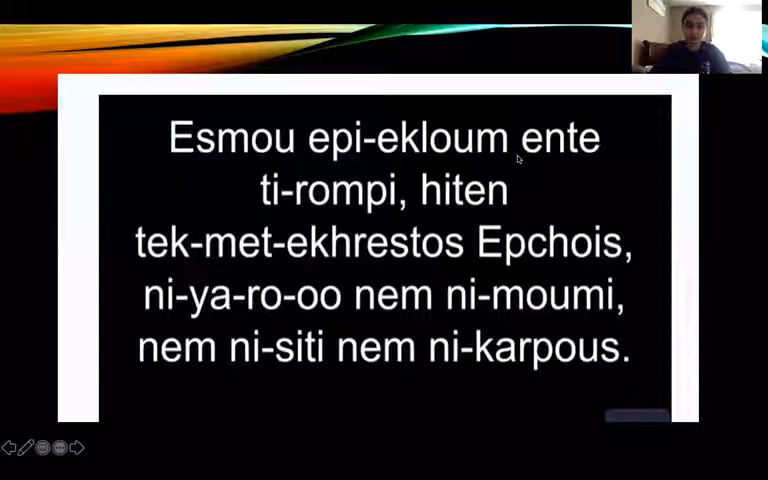 Esmou epi-ekloum ente
ti-rompi, hiten
tek-met-ekhrestos Epchois,
ni-ya-ro-oo nem ni-moumi,
nem ni-siti nem ni-karpous.